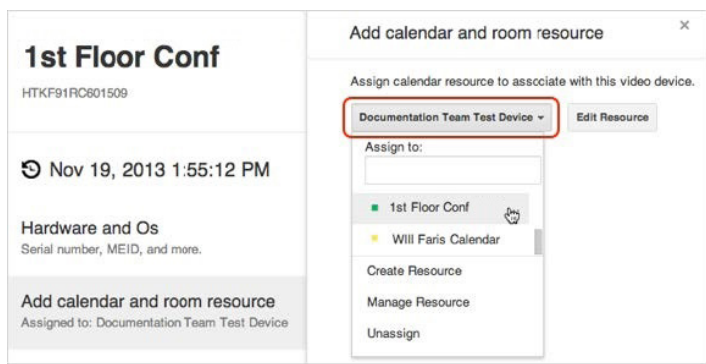 1st Floor Conf
HTKF91RC601509
Nov 19, 2013 1:55:12 PM
Hardware and Os
Serial number, MEID, and more.
Add calendar and room resource
Assigned to: Documentation Team Test Device
Add calendar and room resource
×
Assign calendar resource to associate with this video device.
Documentation Team Test Device
Edit Resource
Assign to:
1st Floor Conf
WIll Faris Calendar
Create Resource
Manage Resource
Unassign